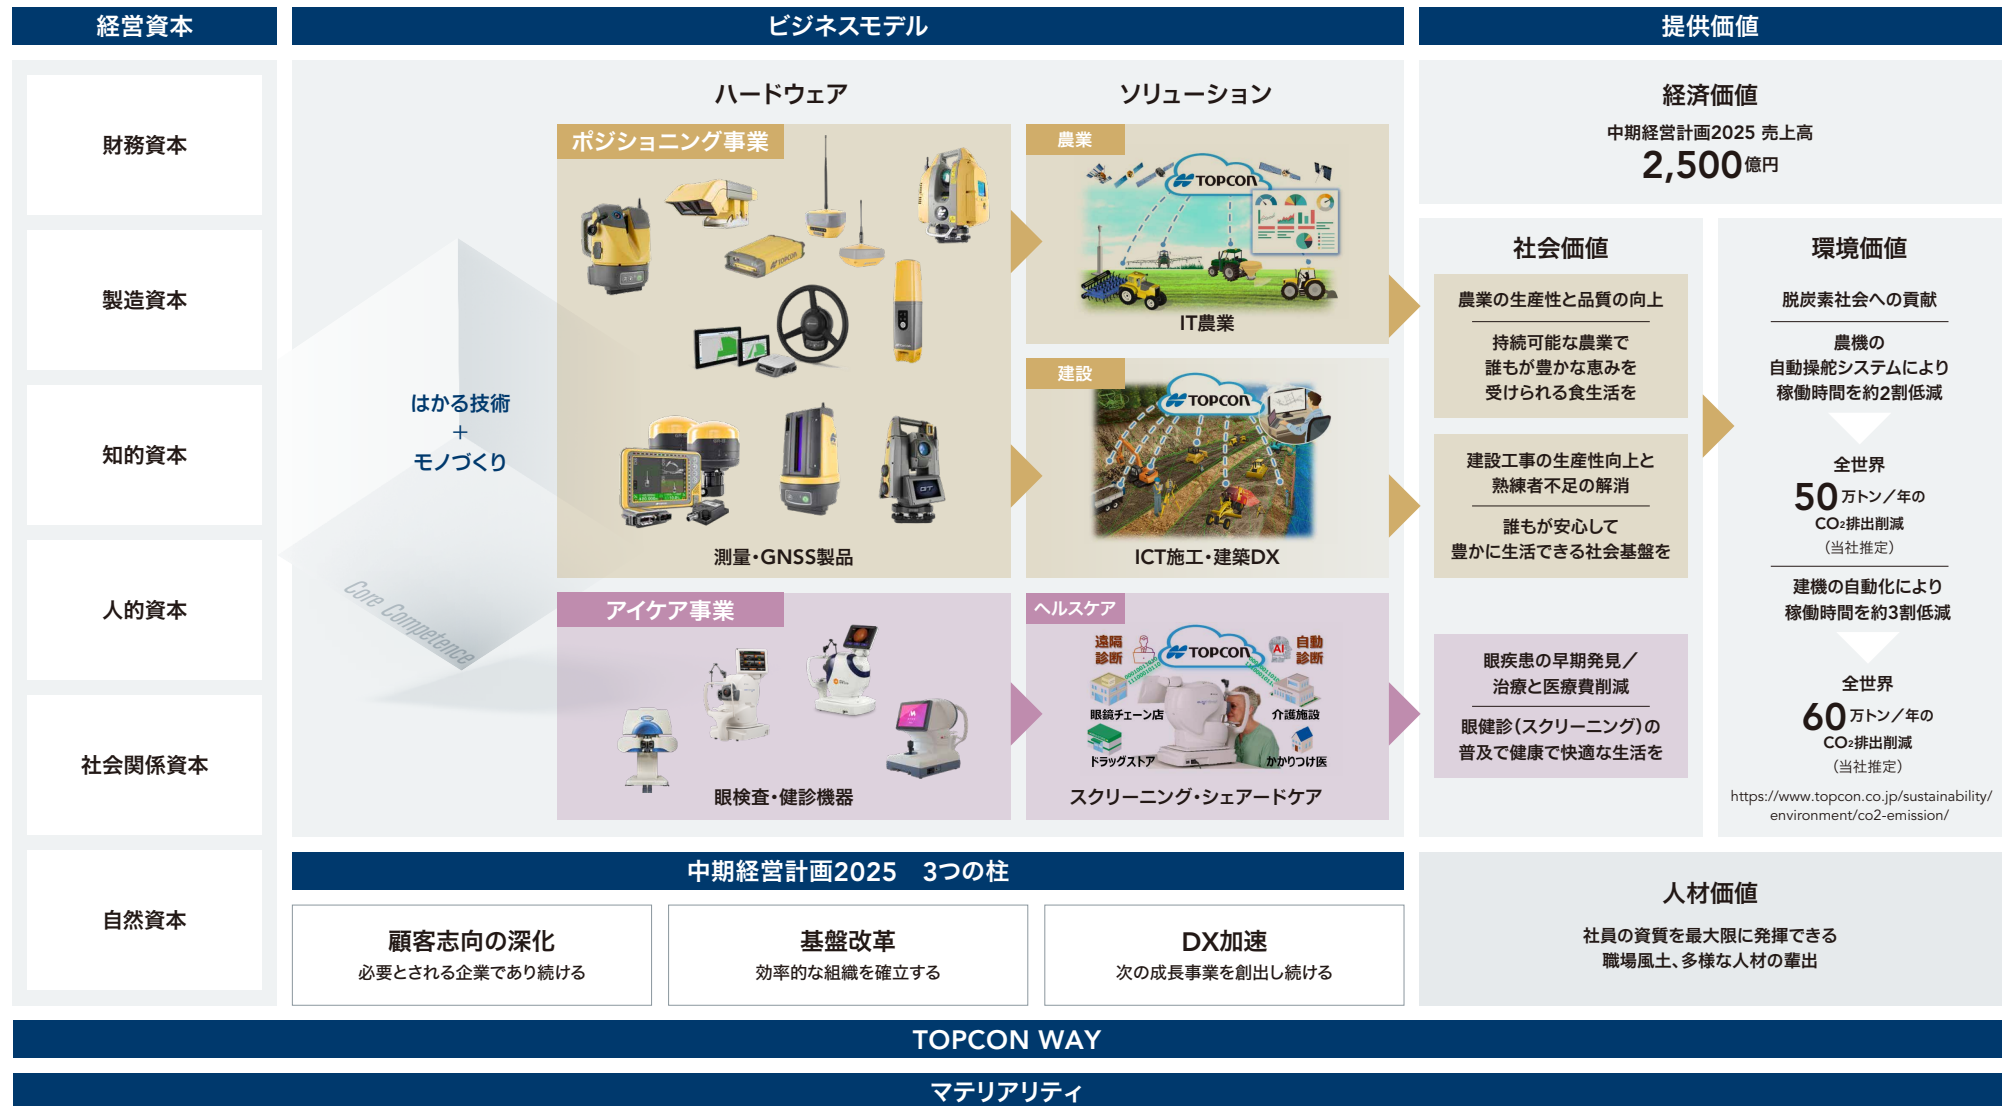 経営資本
財務資本
製造資本
知的資本
人的資本
社会関係資本
自然資本
ビジネスモデル
はかる技術
+
モノづくり
Core Competence
ハードウェア
ポジショニング事業
TOPCON
測量・GNSS製品
アイケア事業
眼検査・健診機器
ソリューション
農業
TOPCON
IT農業
建設
TOPCON
ICT施工・建築DX
ヘルスケア
遠隔
診断
TOPCON
AI
自動
診断
眼鏡チェーン店
介護施設
ドラッグストア
かかりつけ医
スクリーニング・シェアードケア
中期経営計画2025 3つの柱
顧客志向の深化
必要とされる企業であり続ける
基盤改革
効率的な組織を確立する
DX加速
次の成長事業を創出し続ける
提供価値
経済価値
中期経営計画2025 売上高
2,500億円
社会価値
農業の生産性と品質の向上
持続可能な農業で
誰もが豊かな恵みを
受けられる食生活を
建設工事の生産性向上と
熟練者不足の解消
誰もが安心して
豊かに生活できる社会基盤を
眼疾患の早期発見／
治療と医療費削減
眼健診（スクリーニング）の
普及で健康で快適な生活を
環境価値
脱炭素社会への貢献
農機の
自動操舵システムにより
稼働時間を約2割低減
全世界
50万トン／年の
CO₂排出削減
（当社推定）
建機の自動化により
稼働時間を約3割低減
全世界
60万トン／年の
CO₂排出削減
（当社推定）
https://www.topcon.co.jp/sustainability/
environment/co2-emission/
人材価値
社員の資質を最大限に発揮できる
職場風土、多様な人材の輩出
TOPCON WAY
マテリアリティ